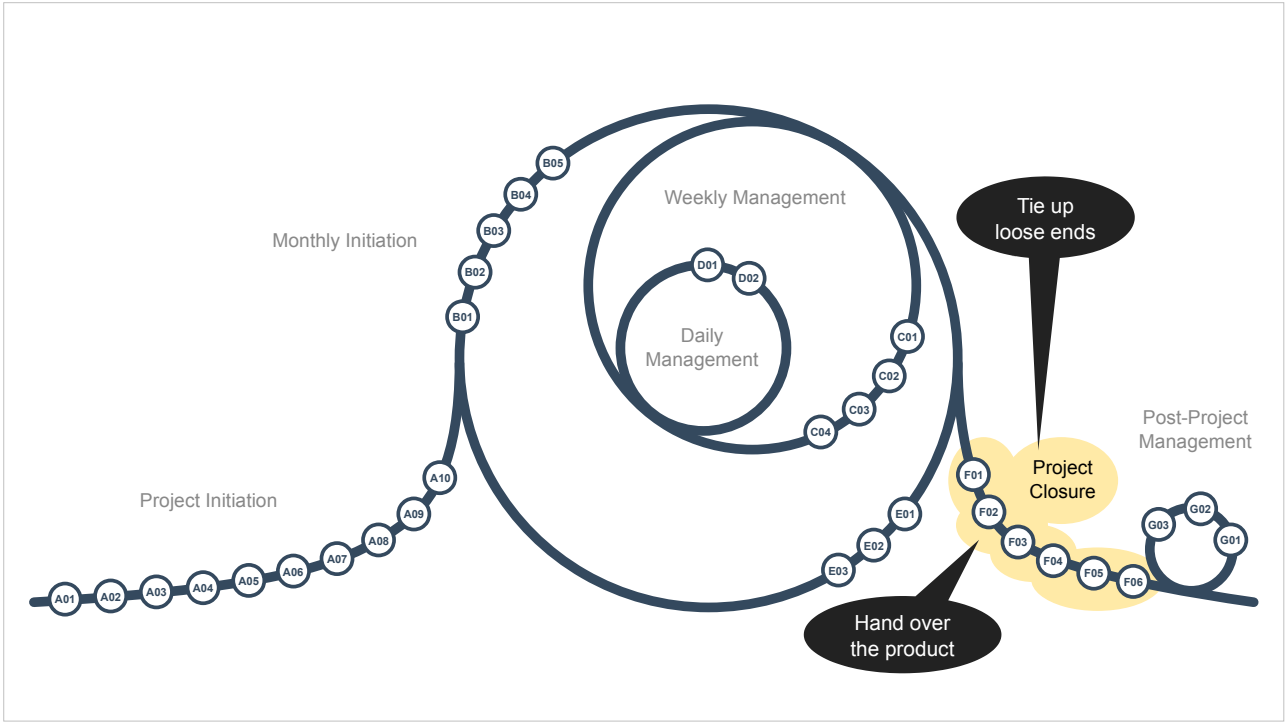 B05
B04
Weekly Management
Tie up
loose ends
B03
Monthly Initiation
D01
D02
B02
B01
Daily
Management
C01
C02
C03
C04
Post-Project
Management
A10
Project Initiation
F01
Project
Closure
A09
E01
F02
G03
G02
G01
A08
E02
F03
A07
A06
E03
F04
F05
F06
A05
A04
A03
A02
A01
Hand over
the product